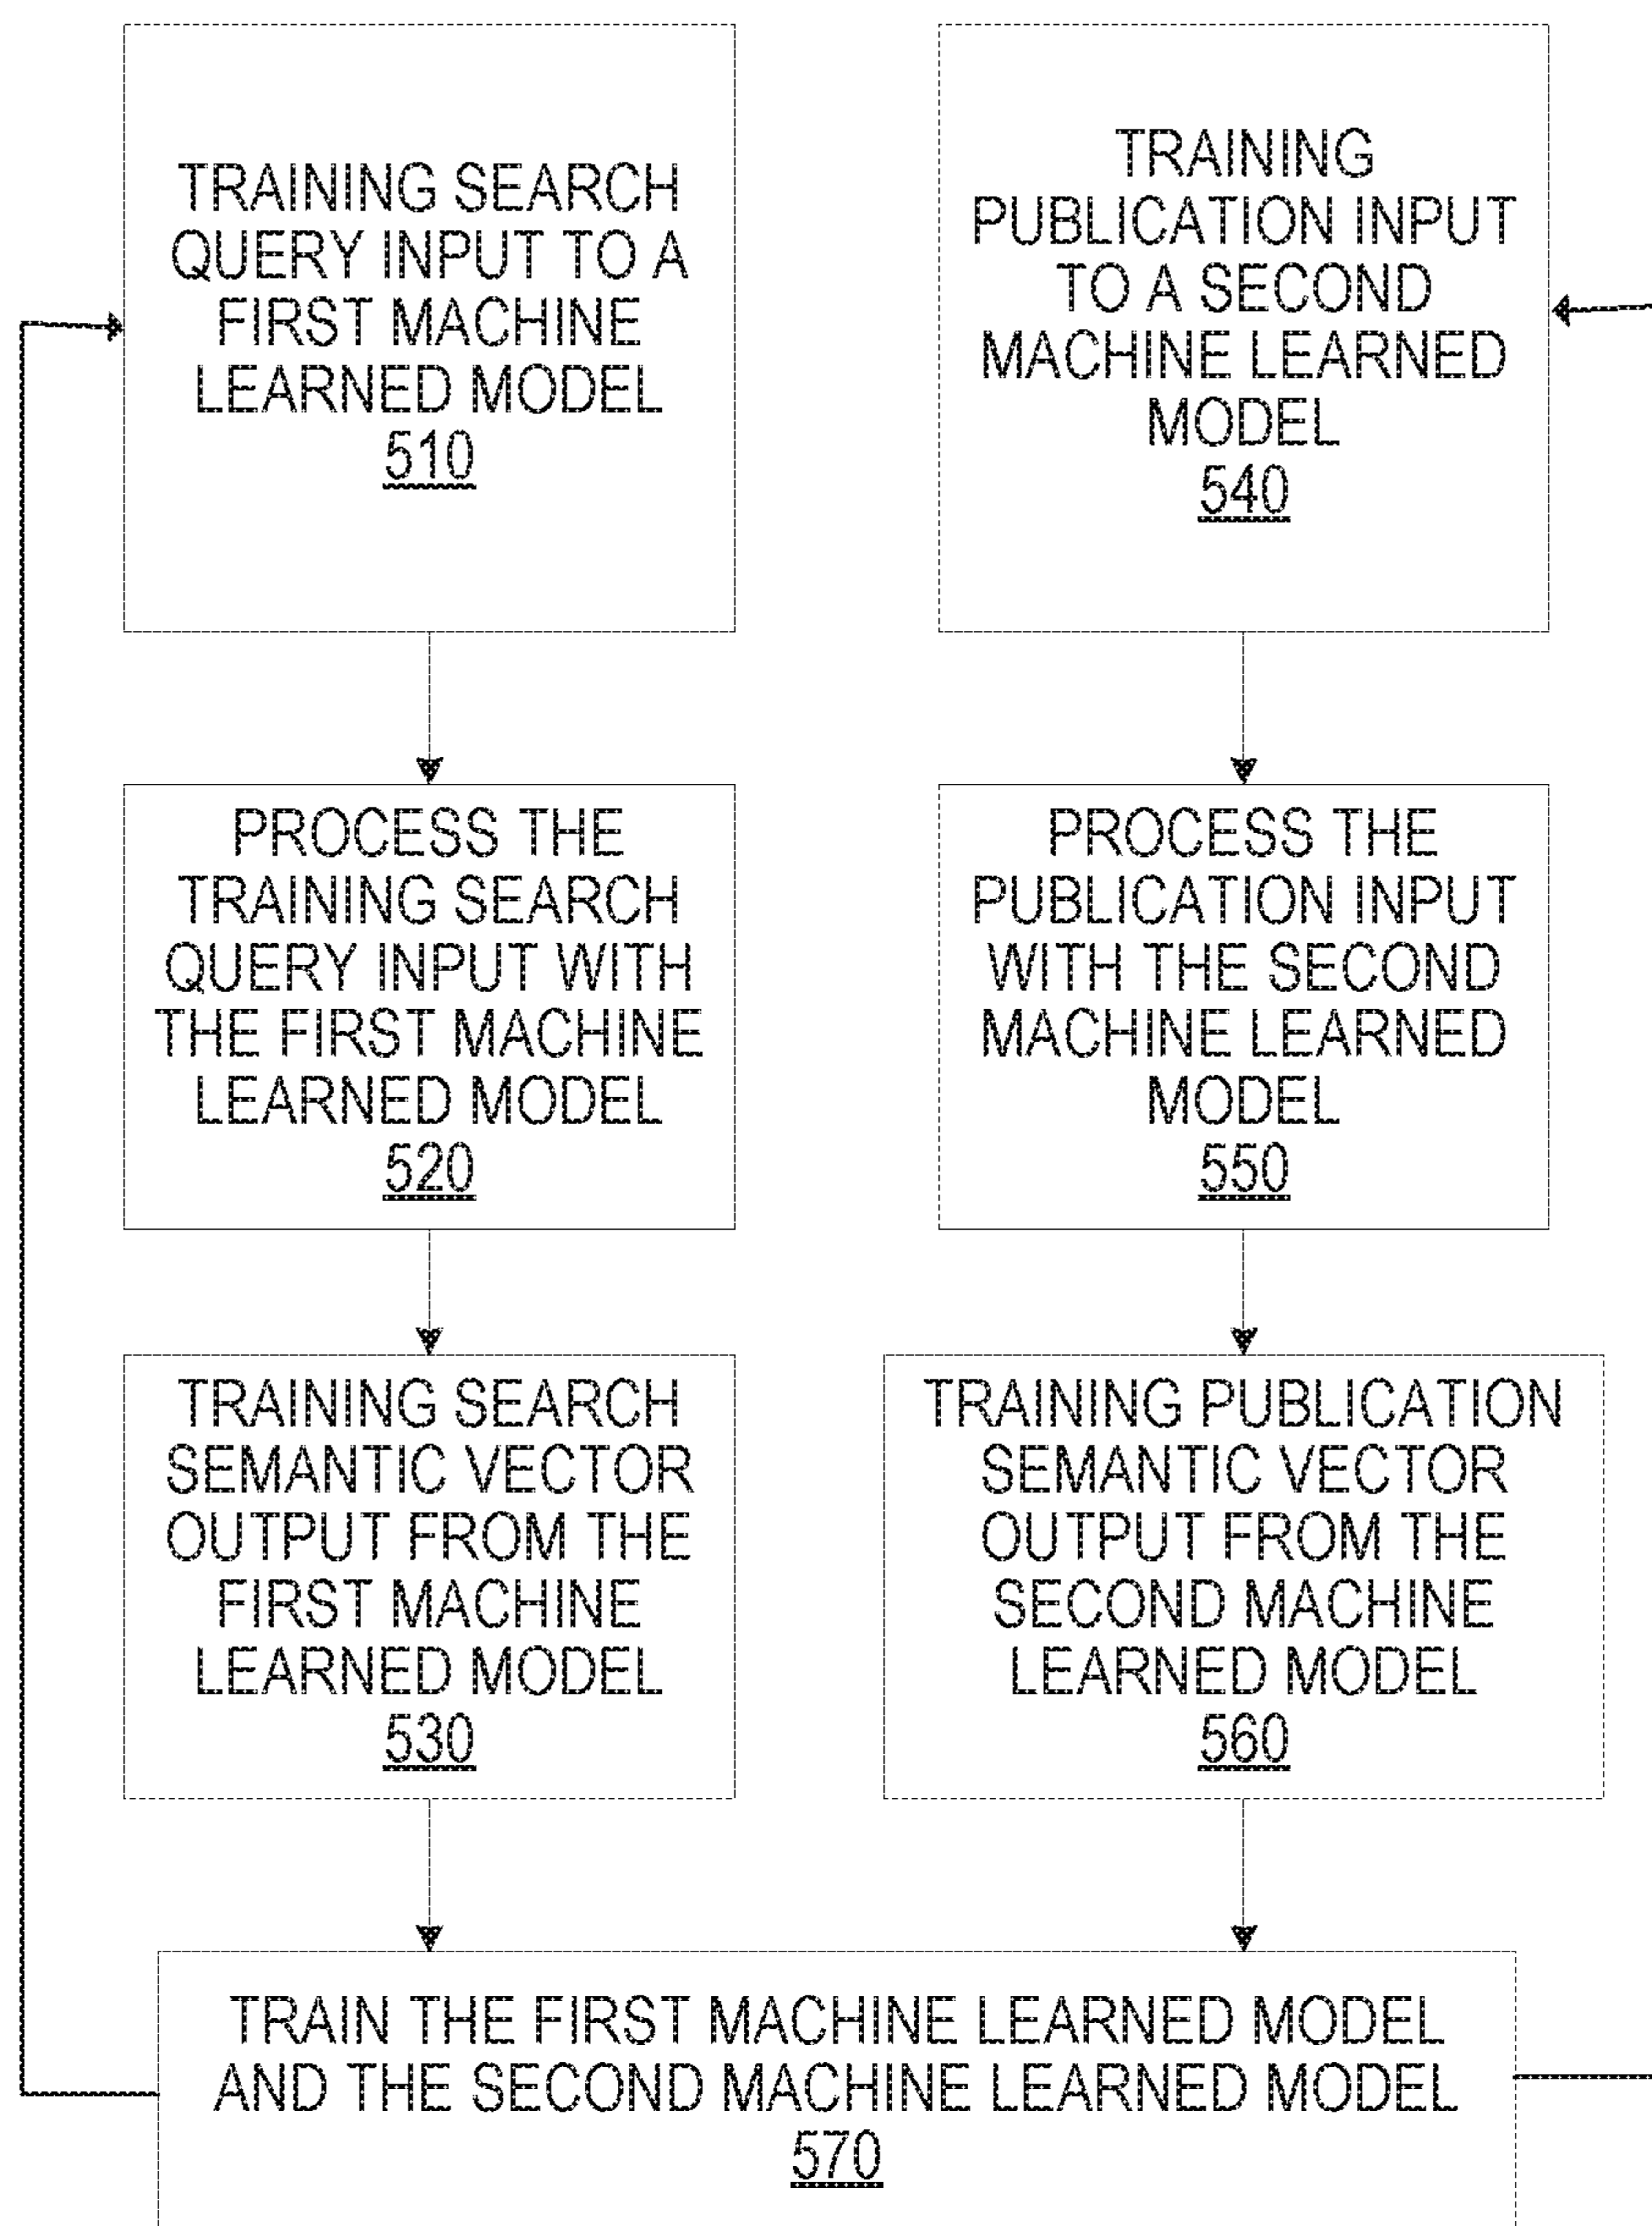 TRAINING SEARCH
QUERY INPUT TO A
FIRST MACHINE
LEARNED MODEL
510
PROCESS THE
TRAINING SEARCH
QUERY INPUT WITH
THE FIRST MACHINE
LEARNED MODEL
520
TRAINING SEARCH
SEMANTIC VECTOR
OUTPUT FROM THE
FIRST MACHINE
LEARNED MODEL
530
TRAINING
PUBLICATION INPUT
TO A SECOND
MACHINE LEARNED
MODEL
540
PROCESS THE
PUBLICATION INPUT
WITH THE SECOND
MACHINE LEARNED
MODEL
550
TRAINING PUBLICATION
SEMANTIC VECTOR
OUTPUT FROM THE
SECOND MACHINE
LEARNED MODEL
560
TRAIN THE FIRST MACHINE LEARNED MODEL
AND THE SECOND MACHINE LEARNED MODEL
570